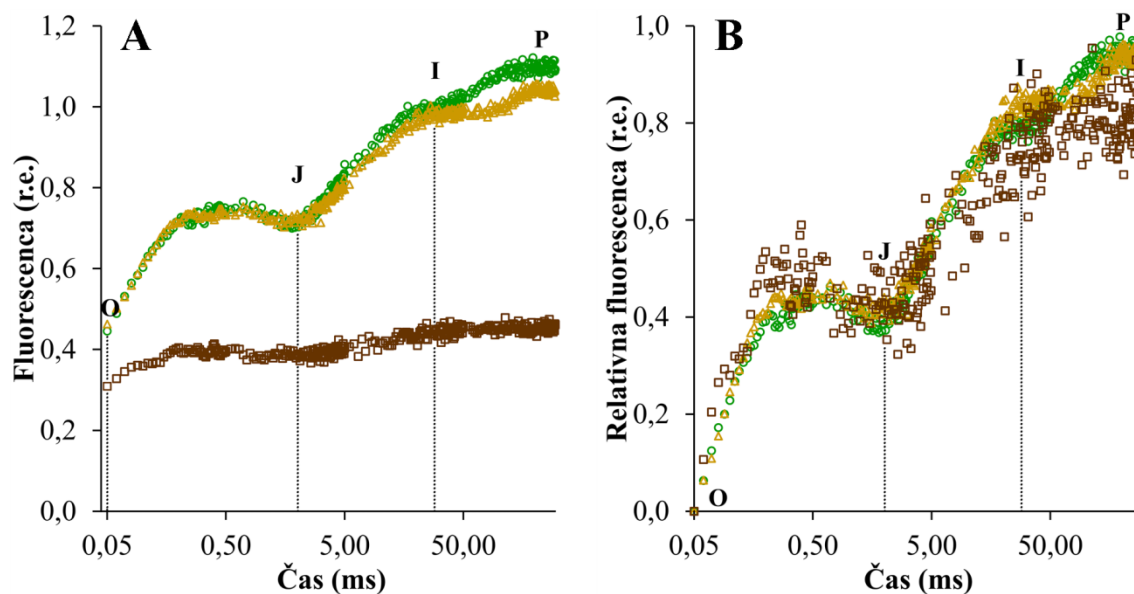 A
Fluorescenca (r.e.)
1,2
1,0
0,8
0,6
0,4
0,2
0,0
O
J
I
P
0,05
0,50
5,00
50,00
Čas (ms)
B
Relativna fluorescenca (r.e.)
1,0
0,8
0,6
0,4
0,2
0,0
O
J
I
P
0,05
0,50
5,00
50,00
Čas (ms)